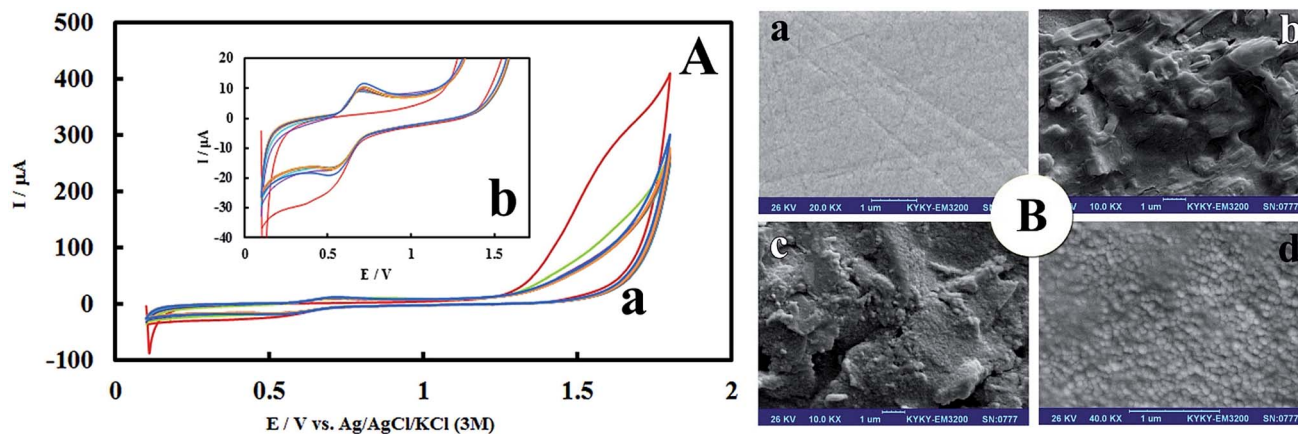 500
400
300
200
100
0
-100
I / μA
0
0.5
1
1.5
2
E / V vs. Ag/AgCl/KCl (3M)
A
a
20
10
0
-10
-20
-30
-40
I / μA
0
0.5
1
1.5
E / V
b
a
26 KV 20.0 KX 1 um KYKY-EM3200
b
KV 10.0 KX 1 um KYKY-EM3200 SN:0777
B
c
26 KV 10.0 KX 1 um KYKY-EM3200 SN:0777
d
26 KV 40.0 KX 1 um KYKY-EM3200 SN:0777